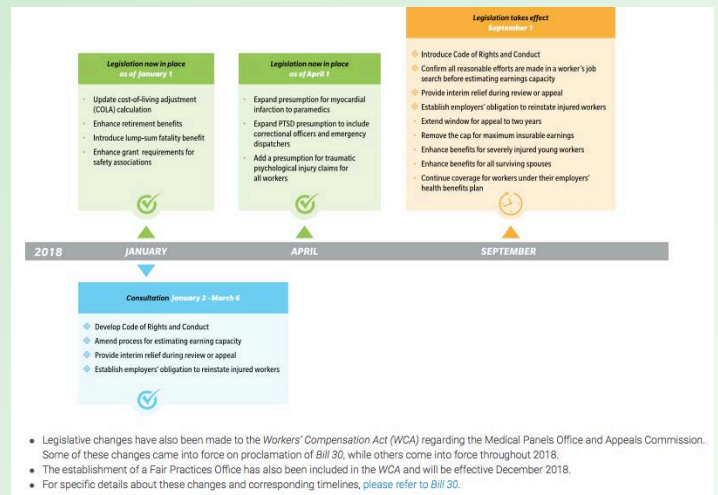 Legislation now in place
as of January 1
Update cost-of-living adjustment
(COLA) calculation
Enhance retirement benefits
Introduce lump-sum fatality benefit
Enhance grant requirements for
safety associations
Legislation now in place
as of April 1
Expand presumption for myocardial
infarction to paramedics
Expand PTSD presumption to include
correctional officers and emergency
dispatchers
Add a presumption for traumatic
psychological injury claims for
all workers
Legislation takes effect
September 1
Introduce Code of Rights and Conduct
Confirm all reasonable efforts are made in a worker's job
search before estimating earnings capacity
Provide interim relief during review or appeal
Establish employers' obligation to reinstate injured workers
Extend window for appeal to two years
Remove the cap for maximum insurable earnings
Enhance benefits for severely injured young workers
Enhance benefits for all surviving spouses
Continue coverage for workers under their employers'
health benefits plan
2018 JANUARY APRIL SEPTEMBER
Consultation January 2 - March 6
Develop Code of Rights and Conduct
Amend process for estimating earning capacity
Provide interim relief during review or appeal
Establish employers' obligation to reinstate injured workers
• Legislative changes have also been made to the Workers' Compensation Act (WCA) regarding the Medical Panels Office and Appeals Commission.
Some of these changes came into force on proclamation of Bill 30, while others come into force throughout 2018.
• The establishment of a Fair Practices Office has also been included in the WCA and will be effective December 2018.
• For specific details about these changes and corresponding timelines, please refer to Bill 30.